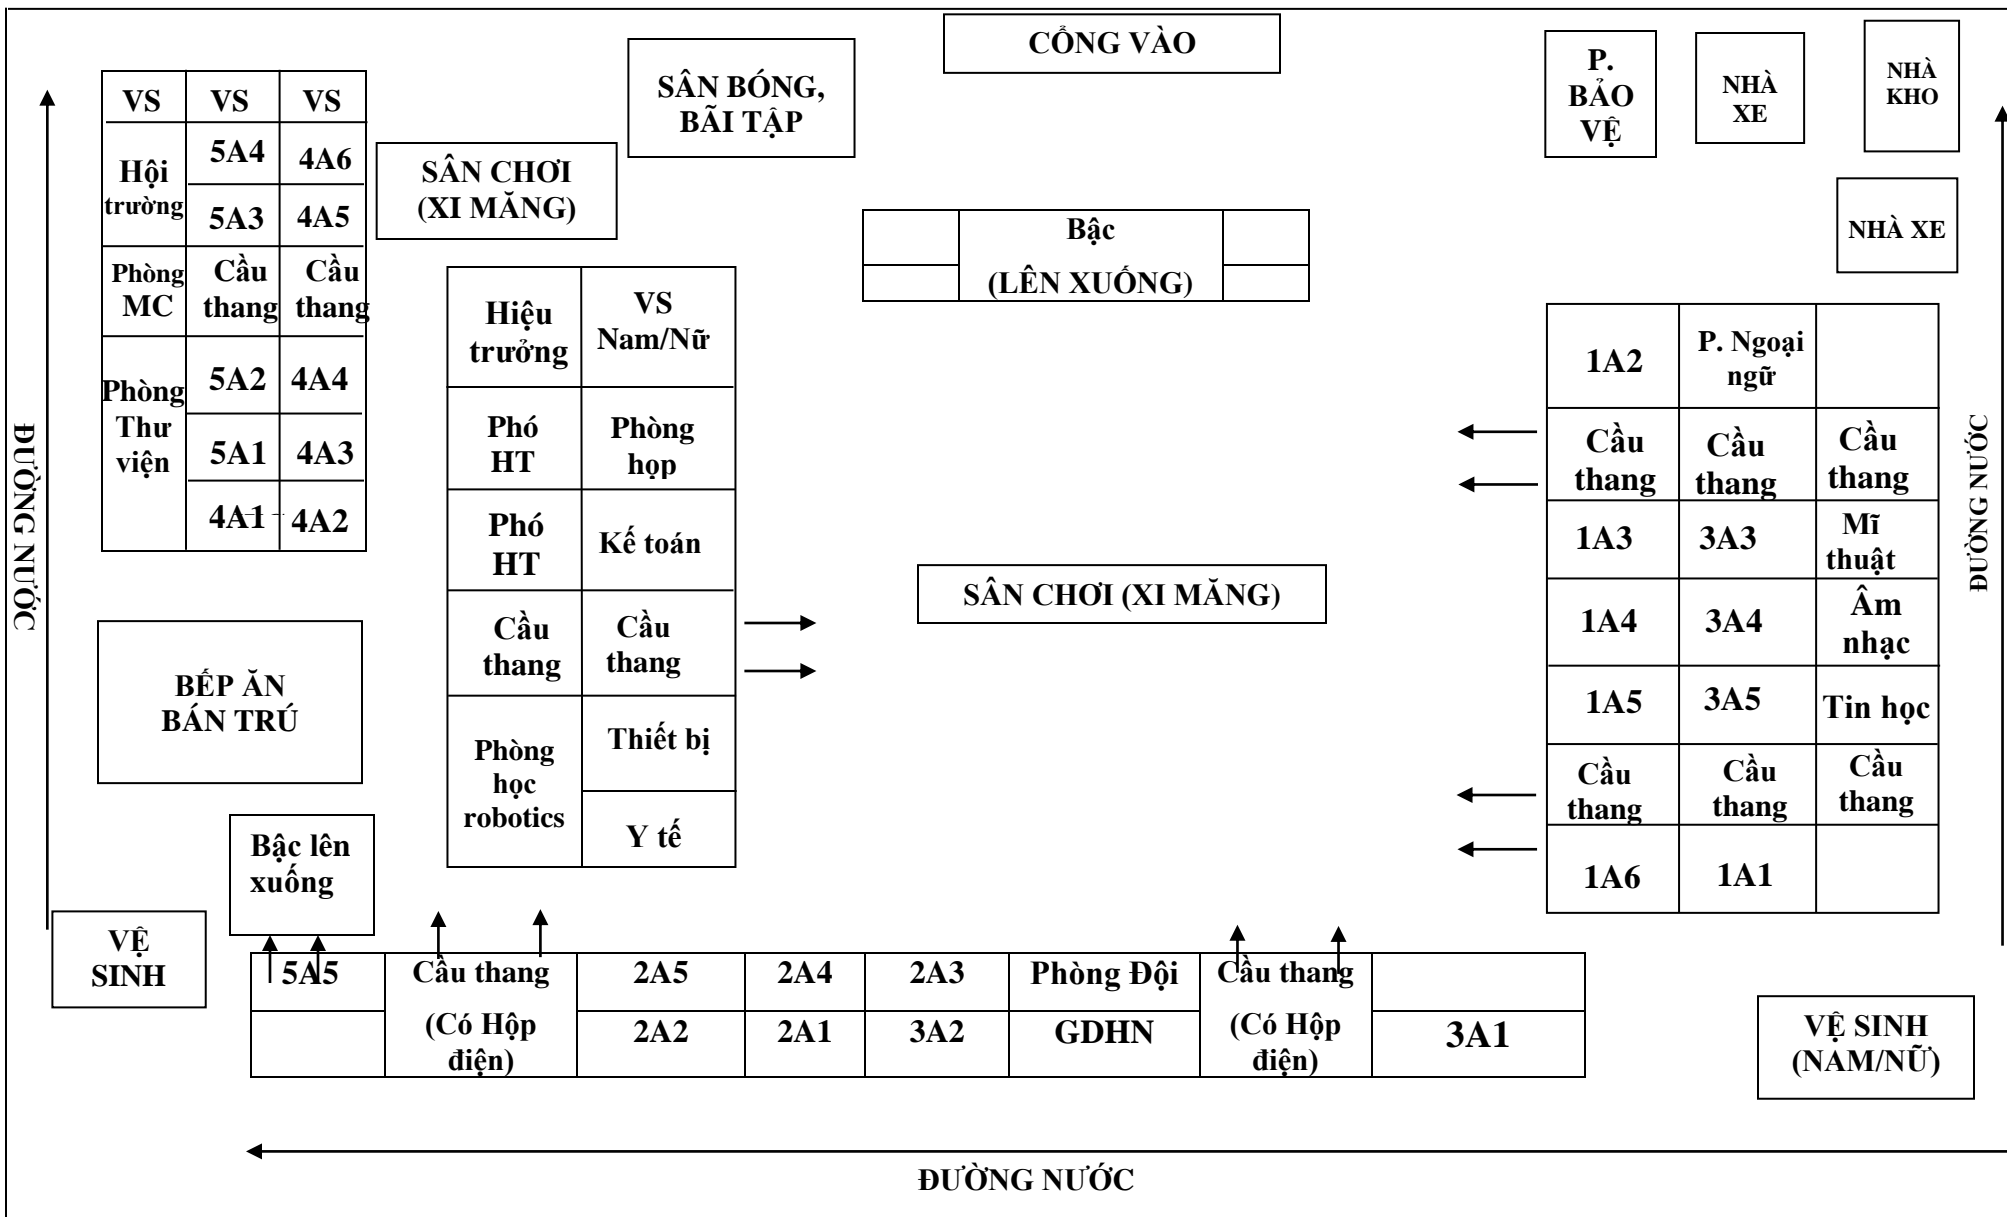 CỔNG VÀO
SÂN BÓNG,
BÃI TẬP
P.
BẢO
VỆ
NHÀ
XE
NHÀ
KHO
NHÀ XE
VS
VS
VS
Hội
trường
5A4
4A6
5A3
4A5
Phòng
MC
Cầu
thang
Cầu
thang
Phòng
Thư
viện
5A2
4A4
5A1
4A3
4A1
4A2
SÂN CHƠI
(XI MĂNG)
Bậc
(LÊN XUỐNG)
Hiệu
trưởng
VS
Nam/Nữ
Phó
HT
Phòng
họp
Phó
HT
Kế toán
Cầu
thang
Cầu
thang
Phòng
học
robotics
Thiết bị
Y tế
SÂN CHƠI (XI MĂNG)
1A2
P. Ngoại
ngữ
Cầu
thang
Cầu
thang
Cầu
thang
1A3
3A3
Mĩ
thuật
1A4
3A4
Âm
nhạc
1A5
3A5
Tin học
Cầu
thang
Cầu
thang
Cầu
thang
1A6
1A1
ĐƯỜNG NƯỚC
ĐƯỜNG NƯỚC
BẾP ĂN
BÁN TRÚ
Bậc lên
xuống
VỆ
SINH
5A5
Cầu thang
(Có Hộp
điện)
2A5
2A4
2A3
Phòng Đội
Cầu thang
(Có Hộp
điện)
2A2
2A1
3A2
GDHN
3A1
VỆ SINH
(NAM/NỮ)
ĐƯỜNG NƯỚC